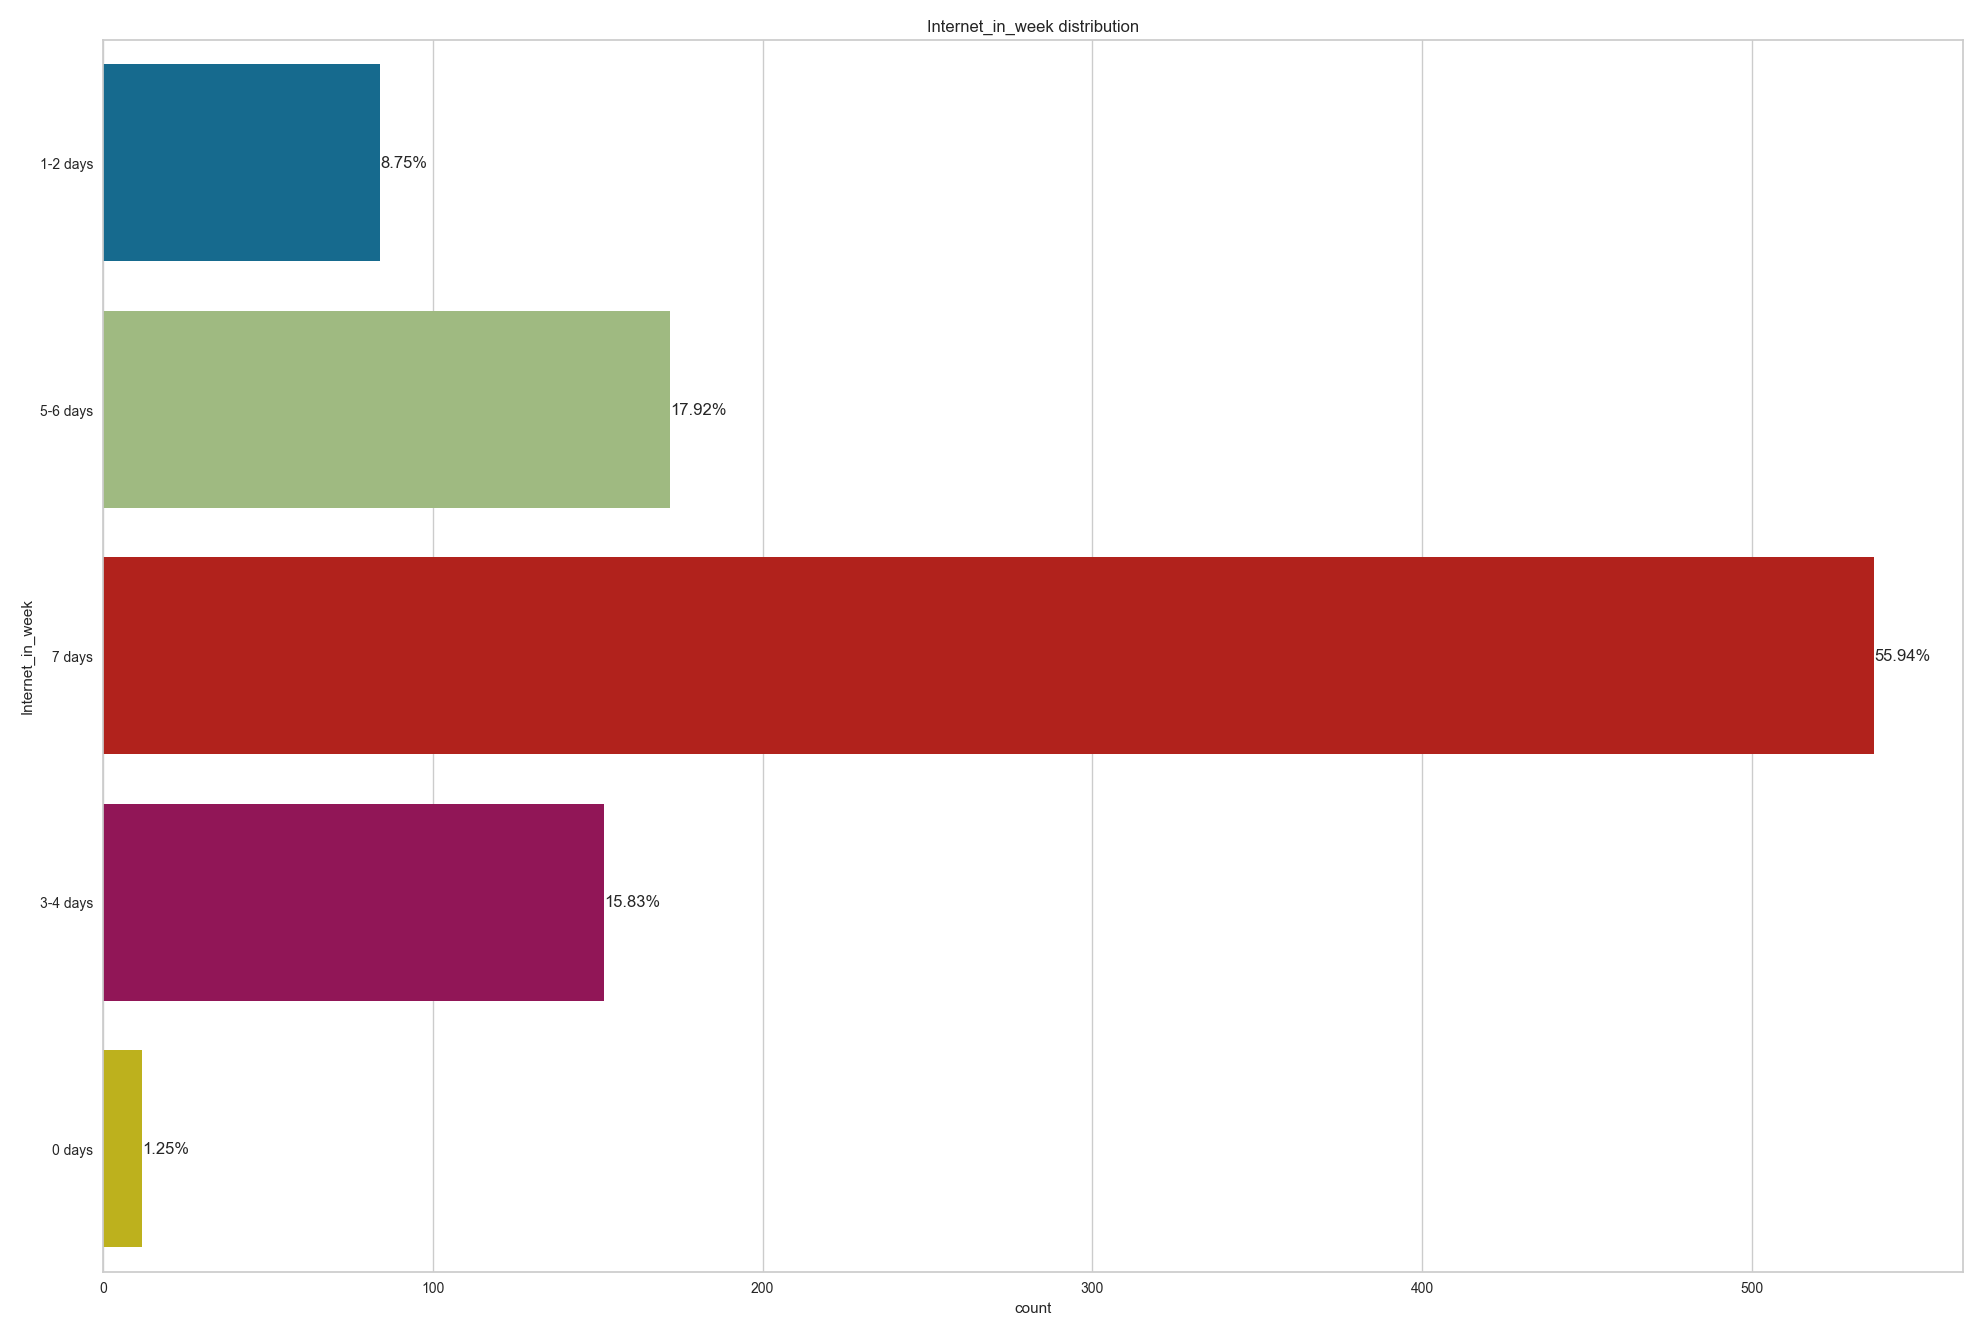 Internet_in_week distribution
Internet_in_week
1-2 days
8.75%
5-6 days
17.92%
7 days
55.94%
3-4 days
15.83%
0 days
1.25%
0 100 200 300 400 500
count